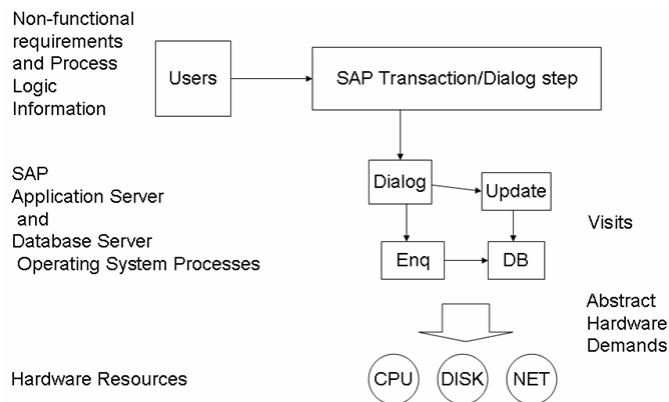 Non-functional
requirements
and Process
Logic
Information
Users
SAP Transaction/Dialog step
SAP
Application Server
and
Database Server
Operating System Processes
Dialog
Update
Enq
DB
Visits
Abstract
Hardware
Demands
Hardware Resources
CPU
DISK
NET